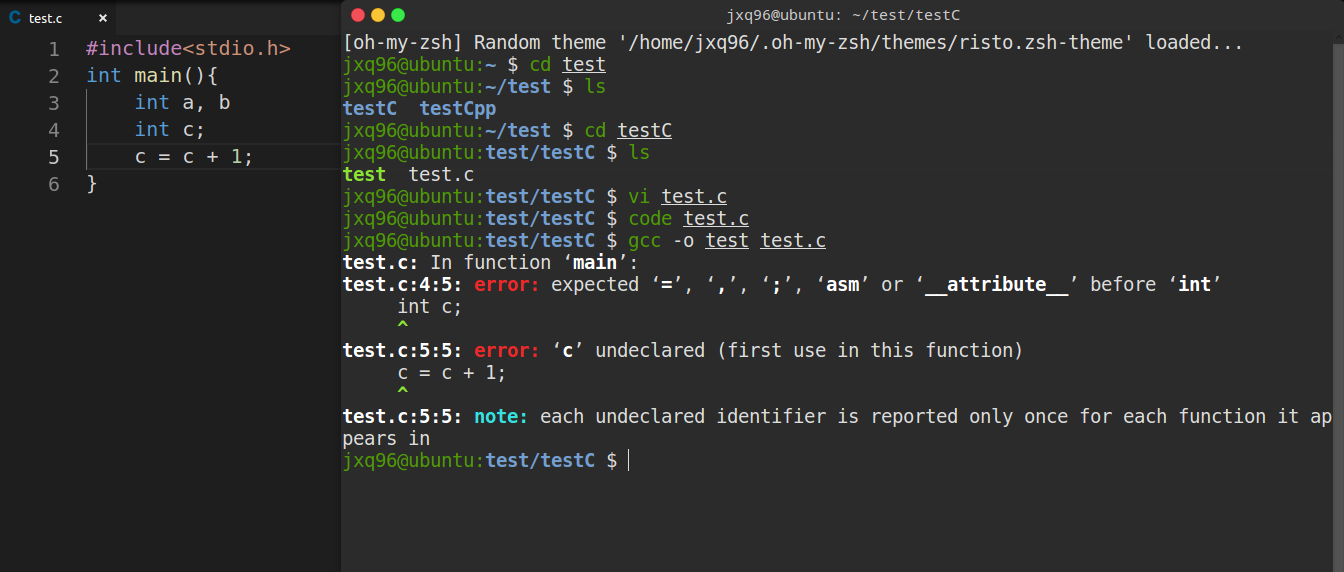 test.c ×
1 #include<stdio.h>
2 int main(){
3     int a, b
4     int c;
5     c = c + 1;
6 }
jxq96@ubuntu: ~/test/testC
[oh-my-zsh] Random theme '/home/jxq96/.oh-my-zsh/themes/risto.zsh-theme' loaded...
jxq96@ubuntu:~ $ cd test
jxq96@ubuntu:~/test $ ls
testC  testCpp
jxq96@ubuntu:~/test $ cd testC
jxq96@ubuntu:test/testC $ ls
test  test.c
jxq96@ubuntu:test/testC $ vi test.c
jxq96@ubuntu:test/testC $ code test.c
jxq96@ubuntu:test/testC $ gcc -o test test.c
test.c: In function ‘main’:
test.c:4:5: error: expected ‘=’, ‘,’, ‘;’, ‘asm’ or ‘__attribute__’ before ‘int’
     int c;
     ^
test.c:5:5: error: ‘c’ undeclared (first use in this function)
     c = c + 1;
     ^
test.c:5:5: note: each undeclared identifier is reported only once for each function it ap
pears in
jxq96@ubuntu:test/testC $